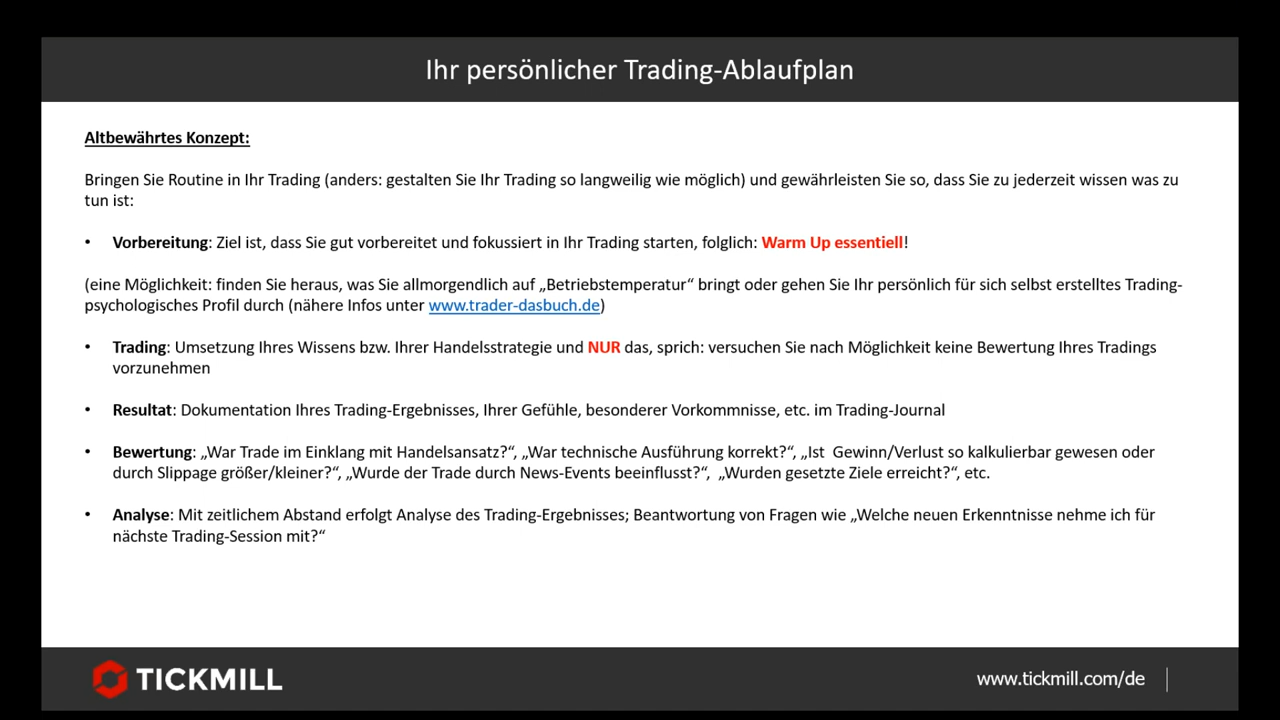 Ihr persönlicher Trading-Ablaufplan
Altbewährtes Konzept:
Bringen Sie Routine in Ihr Trading (anders: gestalten Sie Ihr Trading so langweilig wie möglich) und gewährleisten Sie so, dass Sie zu jederzeit wissen was zu
tun ist:
• Vorbereitung: Ziel ist, dass Sie gut vorbereitet und fokussiert in Ihr Trading starten, folglich: Warm Up essentiell!
(eine Möglichkeit: finden Sie heraus, was Sie allmorgendlich auf „Betriebstemperatur“ bringt oder gehen Sie Ihr persönlich für sich selbst erstelltes Trading-
psychologisches Profil durch (nähere Infos unter www.trader-dasbuch.de)
• Trading: Umsetzung Ihres Wissens bzw. Ihrer Handelsstrategie und NUR das, sprich: versuchen Sie nach Möglichkeit keine Bewertung Ihres Tradings
vorzunehmen
• Resultat: Dokumentation Ihres Trading-Ergebnisses, Ihrer Gefühle, besonderer Vorkommnisse, etc. im Trading-Journal
• Bewertung: „War Trade im Einklang mit Handelsansatz?“, „War technische Ausführung korrekt?“, „Ist  Gewinn/Verlust so kalkulierbar gewesen oder
durch Slippage größer/kleiner?“, „Wurde der Trade durch News-Events beeinflusst?“,  „Wurden gesetzte Ziele erreicht?“, etc.
• Analyse: Mit zeitlichem Abstand erfolgt Analyse des Trading-Ergebnisses; Beantwortung von Fragen wie „Welche neuen Erkenntnisse nehme ich für
nächste Trading-Session mit?“
TICKMILL
www.tickmill.com/de